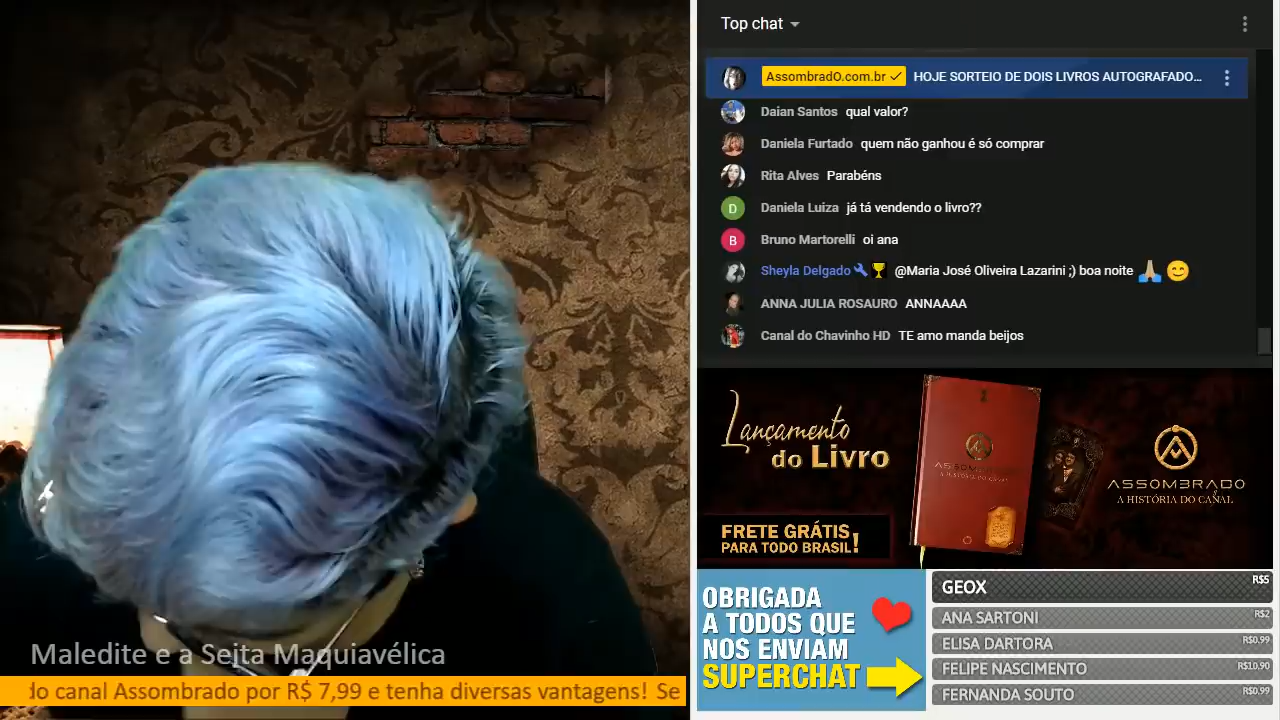 Top chat
AssombradO.com.br HOJE SORTEIO DE DOIS LIVROS AUTOGRAFADO...
Daian Santos qual valor?
Daniela Furtado quem não ganhou é só comprar
Rita Alves Parabéns
D Daniela Luiza já tá vendendo o livro??
B Bruno Martorelli oi ana
Sheyla Delgado @Maria José Oliveira Lazarini ;) boa noite 🙏🏼 😊
ANNA JULIA ROSAURO ANNAAAA
Canal do Chavinho HD TE amo manda beijos
Lançamento
do Livro
FRETE GRÁTIS
PARA TODO BRASIL!
ASSOMBRADO
A HISTÓRIA DO CANAL
ASSOMBRADO
A HISTÓRIA DO CANAL
OBRIGADA
A TODOS QUE
NOS ENVIAM
SUPERCHAT
GEOX R$5
ANA SARTONI R$2
ELISA DARTORA R$0.99
FELIPE NASCIMENTO R$10.90
FERNANDA SOUTO R$0.99
Maledite e a Seita Maquiavélica
do canal Assombrado por R$ 7,99 e tenha diversas vantagens! Se